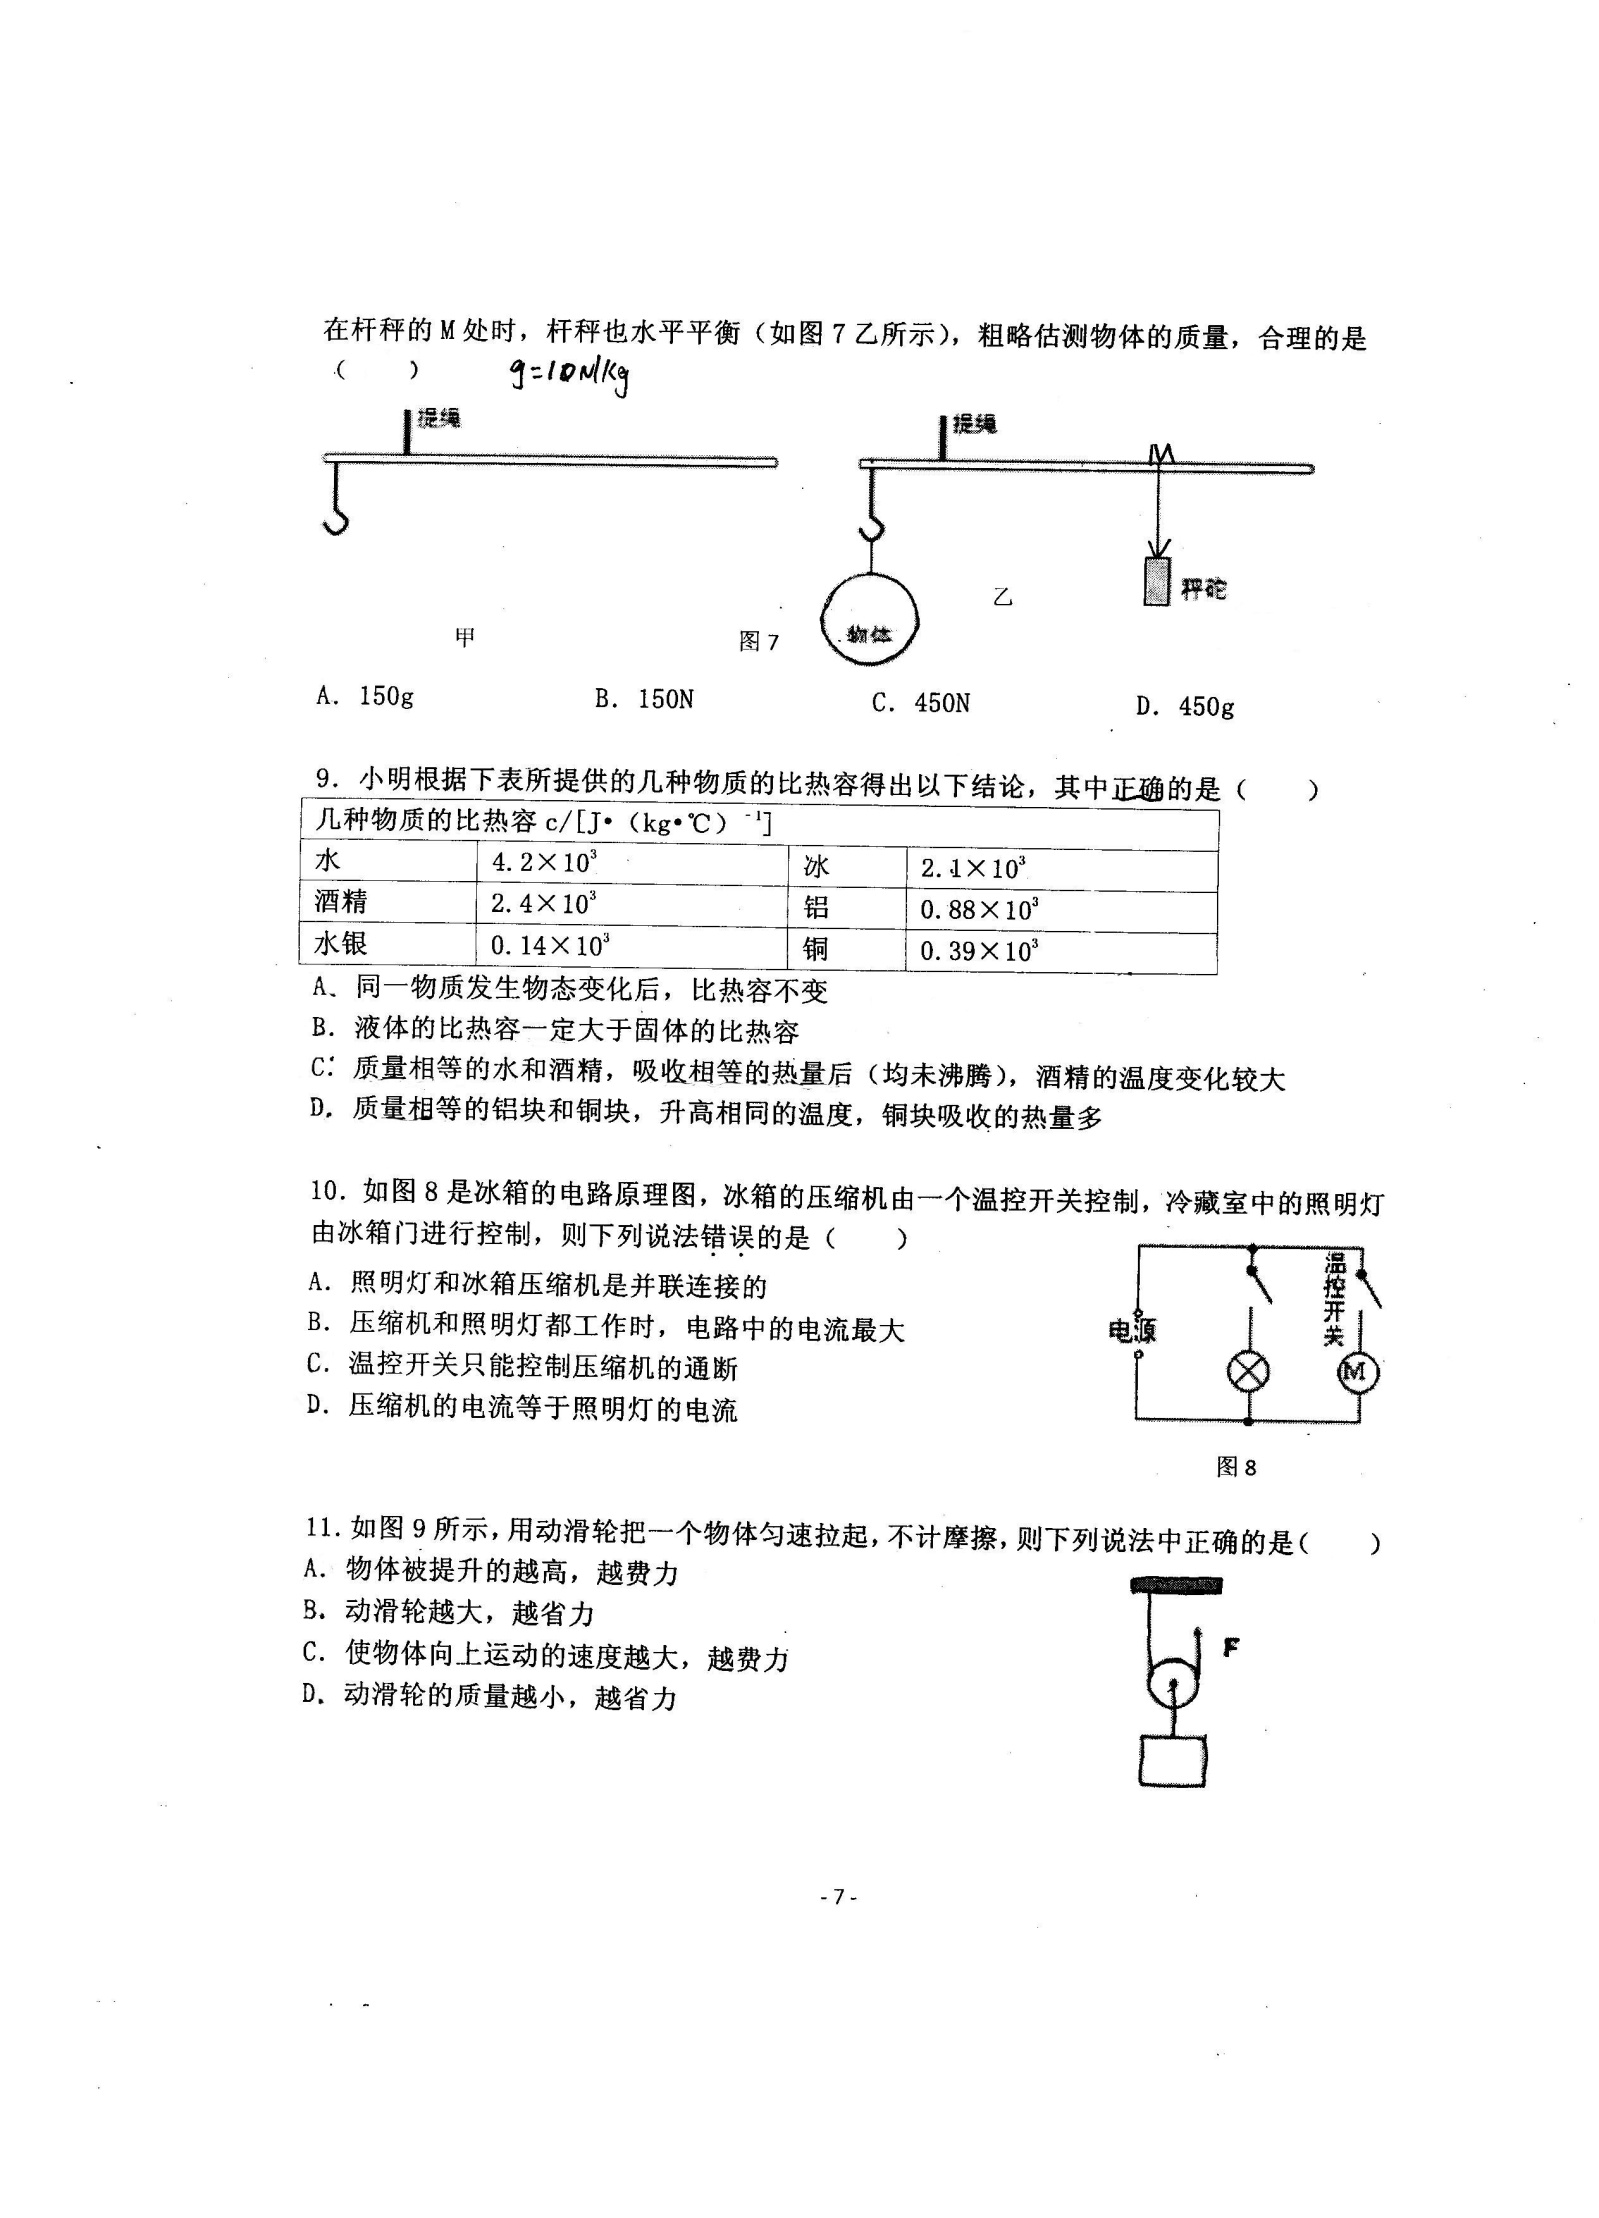 在杆秤的 M 处时，杆秤也水平平衡（如图 7 乙所示），粗略估测物体的质量，合理的是
（　　） g=10N/kg
提绳 提绳
M
秤砣
乙
物体
甲 图 7
A. 150g B. 150N C. 450N D. 450g
9. 小明根据下表所提供的几种物质的比热容得出以下结论，其中正确的是（　　）
几种物质的比热容 c/[J•（kg•℃）⁻¹]
水 4.2×10³ 冰 2.1×10³
酒精 2.4×10³ 铝 0.88×10³
水银 0.14×10³ 铜 0.39×10³
A、同一物质发生物态变化后，比热容不变
B. 液体的比热容一定大于固体的比热容
C. 质量相等的水和酒精，吸收相等的热量后（均未沸腾），酒精的温度变化较大
D. 质量相等的铝块和铜块，升高相同的温度，铜块吸收的热量多
10. 如图 8 是冰箱的电路原理图，冰箱的压缩机由一个温控开关控制，冷藏室中的照明灯
由冰箱门进行控制，则下列说法错误的是（　　）
A. 照明灯和冰箱压缩机是并联连接的
B. 压缩机和照明灯都工作时，电路中的电流最大
C. 温控开关只能控制压缩机的通断
D. 压缩机的电流等于照明灯的电流
温控开关
电源
M
图 8
11. 如图 9 所示，用动滑轮把一个物体匀速拉起，不计摩擦，则下列说法中正确的是（　　）
A. 物体被提升的越高，越费力
B. 动滑轮越大，越省力
C. 使物体向上运动的速度越大，越费力
D. 动滑轮的质量越小，越省力
F
- 7 -